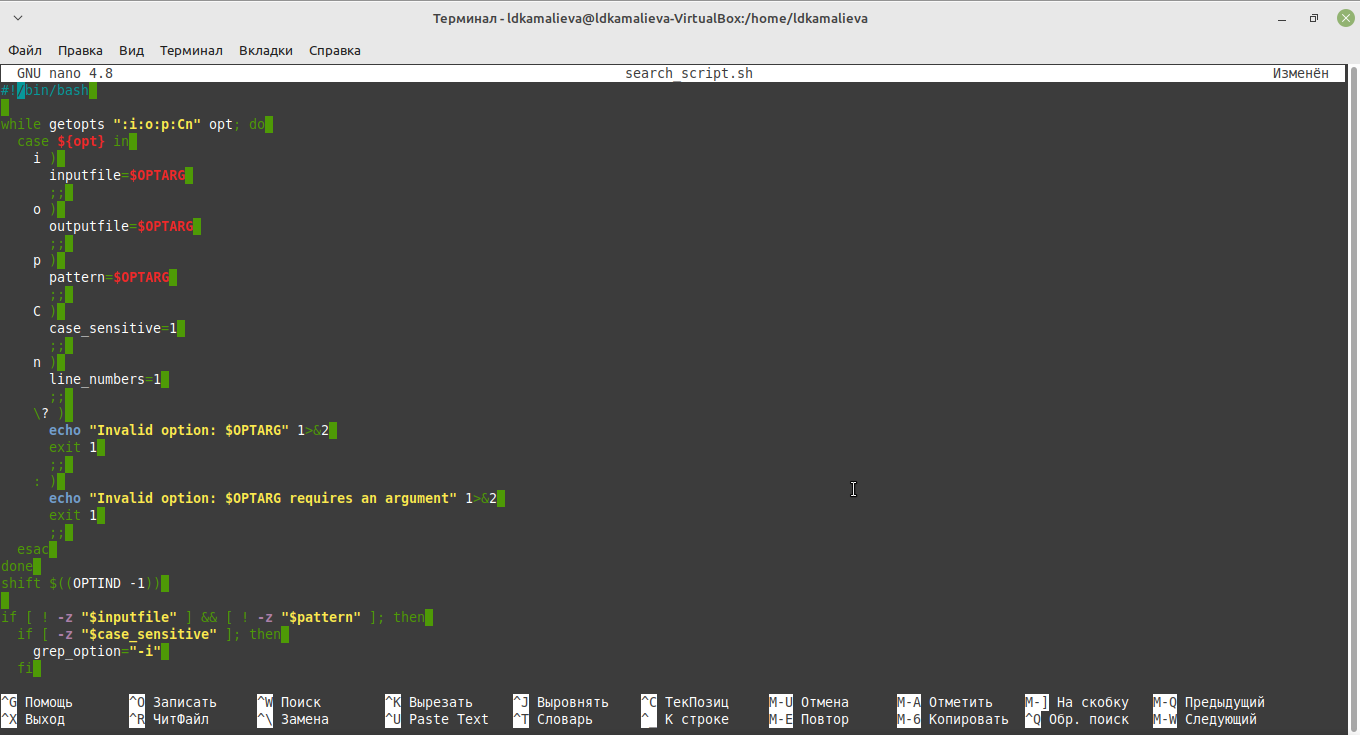 Терминал - ldkamalieva@ldkamalieva-VirtualBox:/home/ldkamalieva
Файл Правка Вид Терминал Вкладки Справка
GNU nano 4.8 search_script.sh Изменён
#!/bin/bash
while getopts ":i:o:p:Cn" opt; do
  case ${opt} in
    i )
      inputfile=$OPTARG
      ;;
    o )
      outputfile=$OPTARG
      ;;
    p )
      pattern=$OPTARG
      ;;
    C )
      case_sensitive=1
      ;;
    n )
      line_numbers=1
      ;;
    \? )
      echo "Invalid option: $OPTARG" 1>&2
      exit 1
      ;;
    : )
      echo "Invalid option: $OPTARG requires an argument" 1>&2
      exit 1
      ;;
  esac
done
shift $((OPTIND -1))
if [ ! -z "$inputfile" ] && [ ! -z "$pattern" ]; then
  if [ -z "$case_sensitive" ]; then
    grep_option="-i"
  fi
^G Помощь ^O Записать ^W Поиск ^K Вырезать ^J Выровнять ^C ТекПозиц M-U Отмена M-A Отметить M-] На скобку M-Q Предыдущий
^X Выход ^R ЧитФайл ^\ Замена ^U Paste Text ^T Словарь ^_ К строке M-E Повтор M-6 Копировать ^Q Обр. поиск M-W Следующий